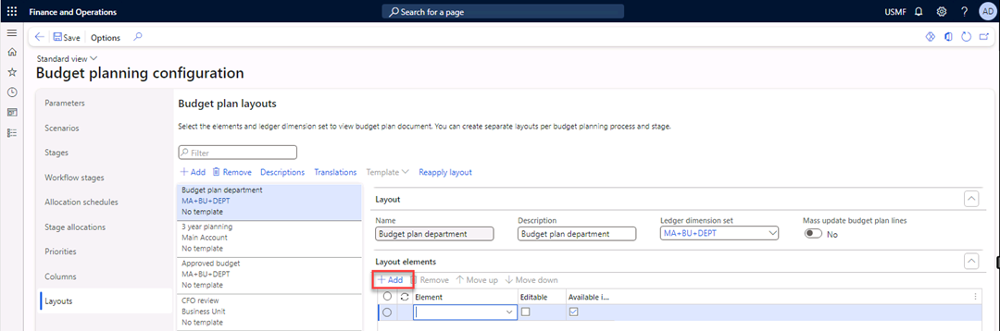 Finance and Operations
Search for a page
USMF
?
AD
Save
Options
Standard view
Budget planning configuration
Parameters
Scenarios
Stages
Workflow stages
Allocation schedules
Stage allocations
Priorities
Columns
Layouts
Budget plan layouts
Select the elements and ledger dimension set to view budget plan document. You can create separate layouts per budget planning process and stage.
Filter
+ Add Remove Descriptions Translations Template Reapply layout
Budget plan department
MA+BU+DEPT
No template
3 year planning
Main Account
No template
Approved budget
MA+BU+DEPT
No template
CFO review
Business Unit
No template
Layout
Name
Budget plan department
Description
Budget plan department
Ledger dimension set
MA+BU+DEPT
Mass update budget plan lines
No
Layout elements
+ Add Remove Move up Move down
Element Editable Available i...